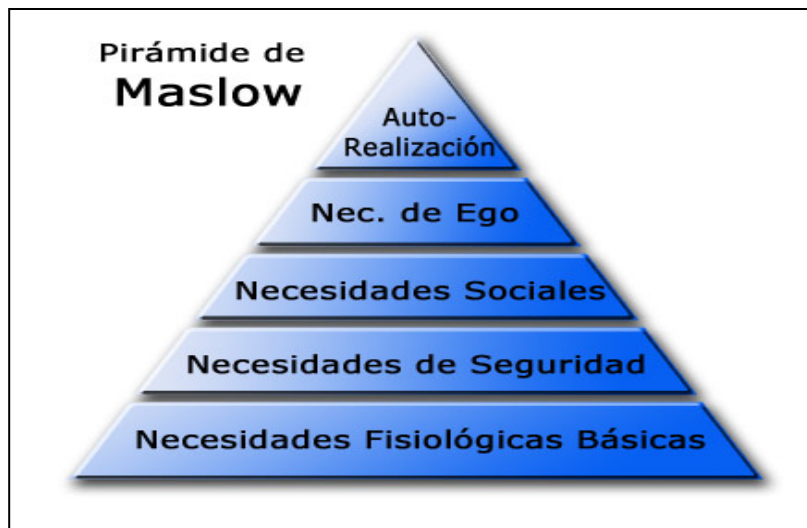 Pirámide de
Maslow
Auto-
Realización
Nec. de Ego
Necesidades Sociales
Necesidades de Seguridad
Necesidades Fisiológicas Básicas